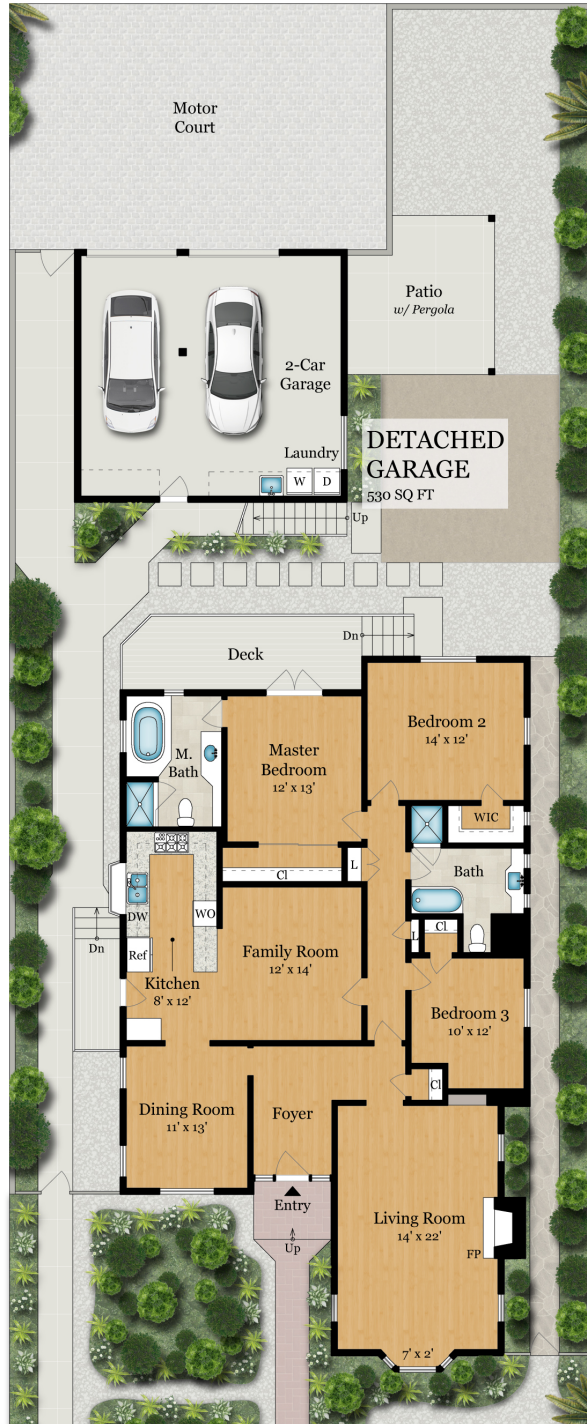 Motor
Court
Patio
w/ Pergola
2-Car
Garage
Laundry
W
D
DETACHED
GARAGE
530 SQ FT
Up
Dn
Deck
Bedroom 2
14' x 12'
M.
Bath
Master
Bedroom
12' x 13'
WIC
Cl
L
Bath
DW
WO
Dn
Ref
Kitchen
8' x 12'
Family Room
12' x 14'
L
Cl
Bedroom 3
10' x 12'
Cl
Dining Room
11' x 13'
Foyer
Entry
Up
Living Room
14' x 22'
FP
7' x 2'